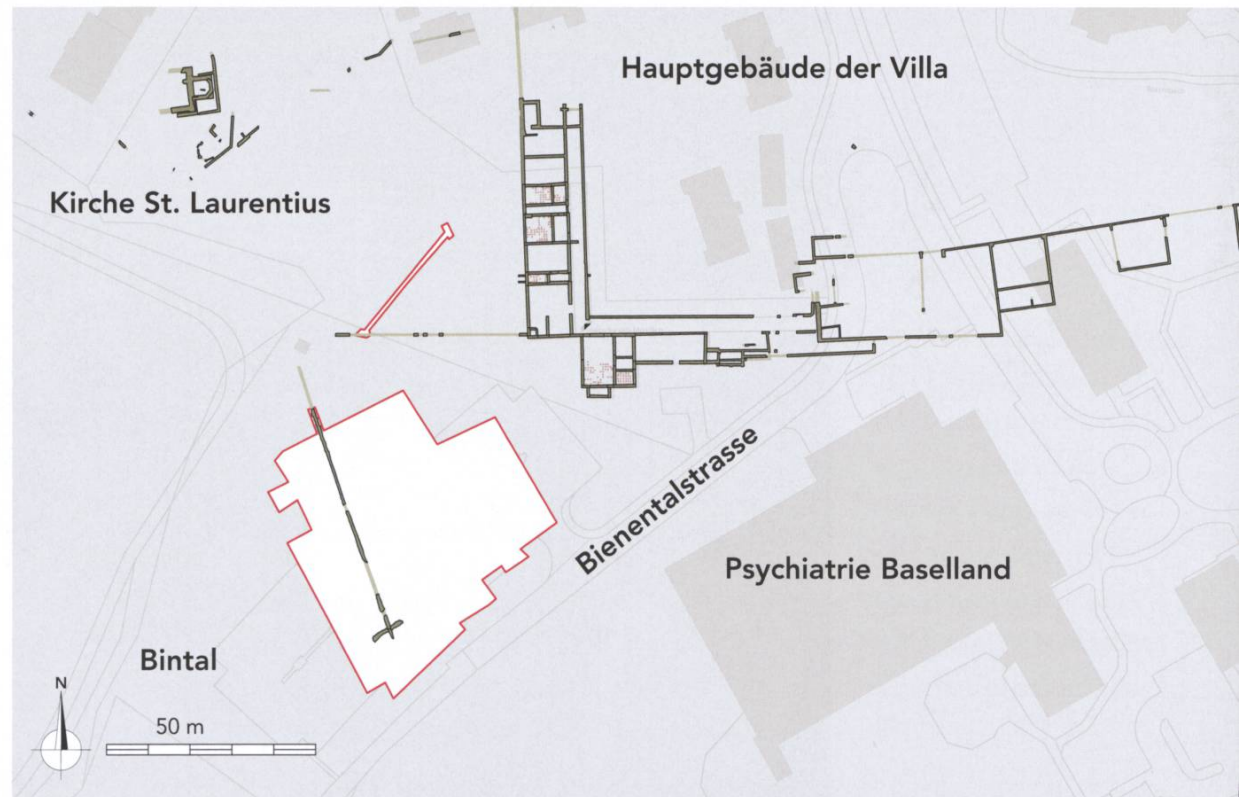 Hauptgebäude der Villa
Kirche St. Laurentius
Bienentalstrasse
Psychiatrie Baselland
Bintal
N
50 m